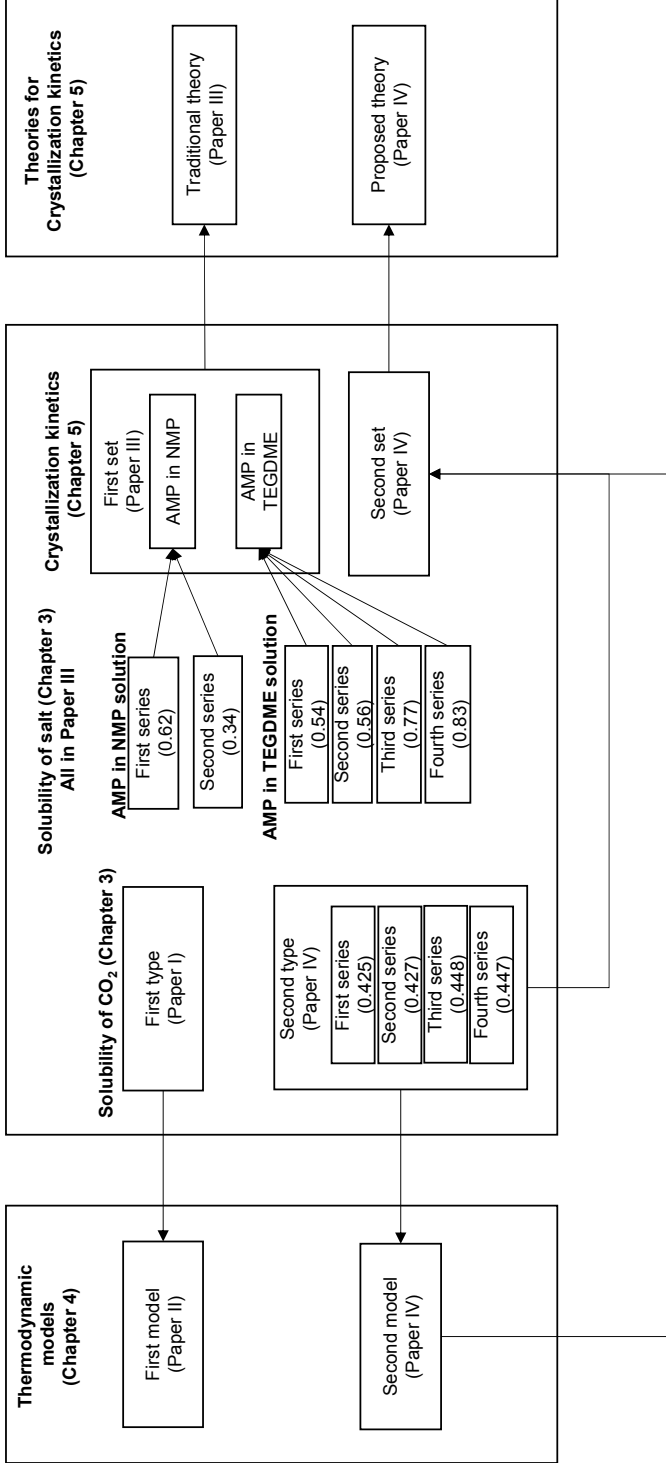 Thermodynamic
models
(Chapter 4)
First model
(Paper II)
Second model
(Paper IV)
Solubility of CO₂ (Chapter 3)
First type
(Paper I)
Second type
(Paper IV)
First series
(0.425)
Second series
(0.427)
Third series
(0.448)
Fourth series
(0.447)
Solubility of salt (Chapter 3)
All in Paper III
AMP in NMP solution
First series
(0.62)
Second series
(0.34)
AMP in TEGDME solution
First series
(0.54)
Second series
(0.56)
Third series
(0.77)
Fourth series
(0.83)
Crystallization kinetics
(Chapter 5)
First set
(Paper III)
AMP in NMP
AMP in
TEGDME
Second set
(Paper IV)
Theories for
Crystallization kinetics
(Chapter 5)
Traditional theory
(Paper III)
Proposed theory
(Paper IV)